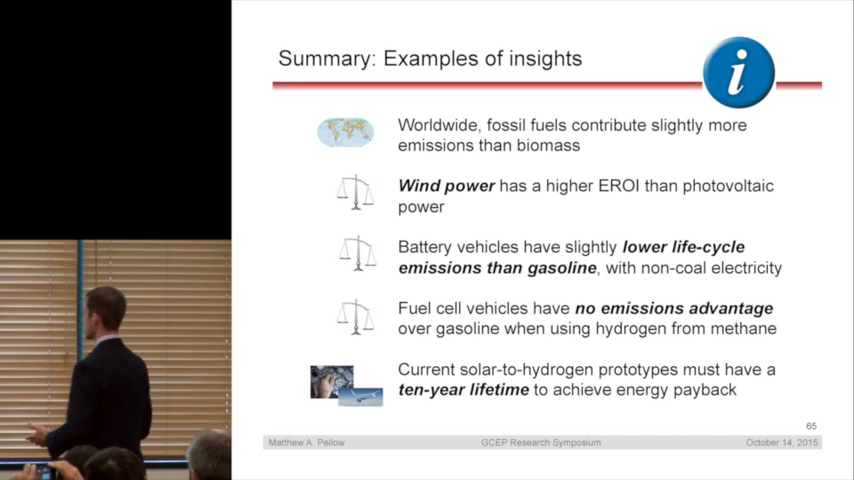 Summary: Examples of insights
i
Worldwide, fossil fuels contribute slightly more
emissions than biomass
Wind power has a higher EROI than photovoltaic
power
Battery vehicles have slightly lower life-cycle
emissions than gasoline, with non-coal electricity
Fuel cell vehicles have no emissions advantage
over gasoline when using hydrogen from methane
Current solar-to-hydrogen prototypes must have a
ten-year lifetime to achieve energy payback
65
Matthew A. Pellow GCEP Research Symposium October 14, 2015